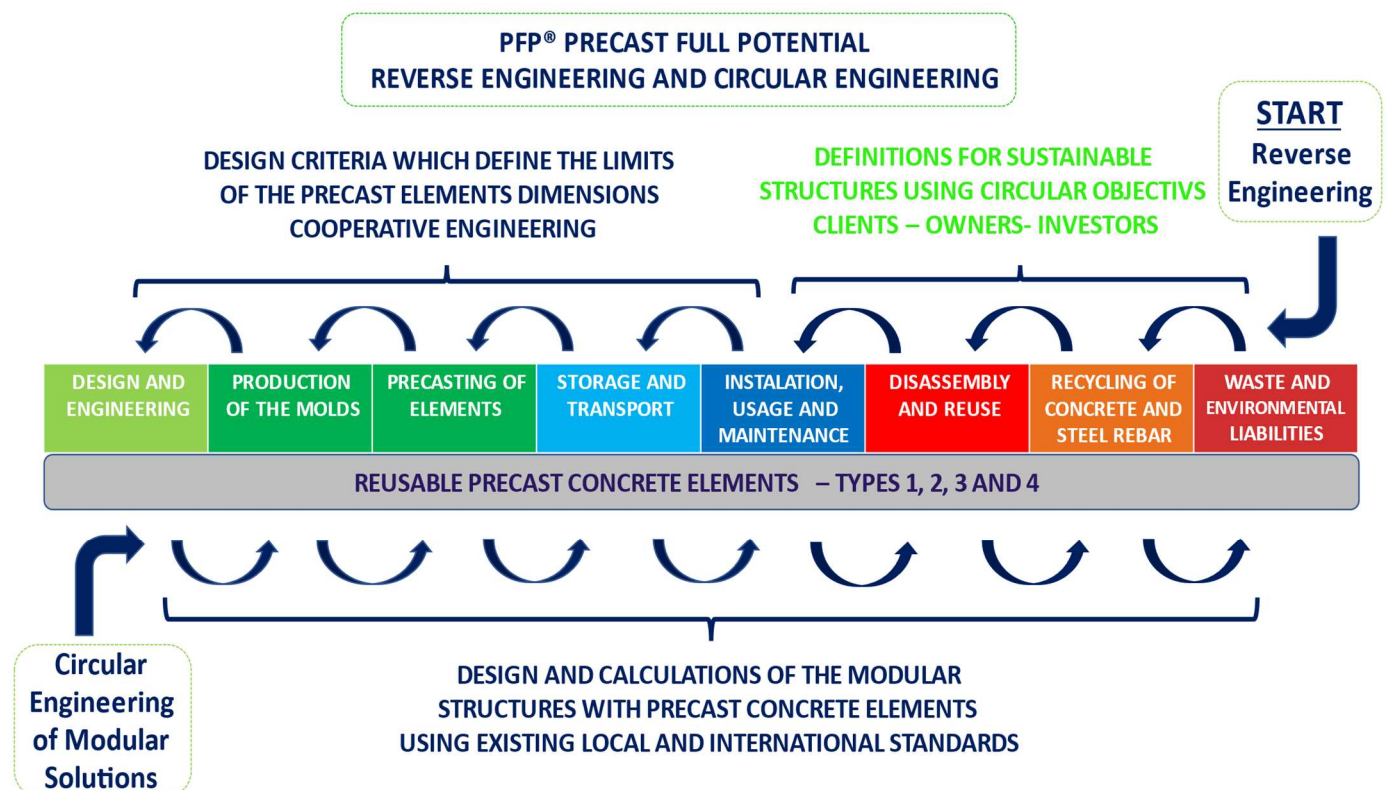 PFP® PRECAST FULL POTENTIAL
REVERSE ENGINEERING AND CIRCULAR ENGINEERING
START
Reverse
Engineering
DESIGN CRITERIA WHICH DEFINE THE LIMITS
OF THE PRECAST ELEMENTS DIMENSIONS
COOPERATIVE ENGINEERING
DEFINITIONS FOR SUSTAINABLE
STRUCTURES USING CIRCULAR OBJECTIVS
CLIENTS – OWNERS- INVESTORS
DESIGN AND
ENGINEERING
PRODUCTION
OF THE MOLDS
PRECASTING OF
ELEMENTS
STORAGE AND
TRANSPORT
INSTALATION,
USAGE AND
MAINTENANCE
DISASSEMBLY
AND REUSE
RECYCLING OF
CONCRETE AND
STEEL REBAR
WASTE AND
ENVIRONMENTAL
LIABILITIES
REUSABLE PRECAST CONCRETE ELEMENTS – TYPES 1, 2, 3 AND 4
Circular
Engineering
of Modular
Solutions
DESIGN AND CALCULATIONS OF THE MODULAR
STRUCTURES WITH PRECAST CONCRETE ELEMENTS
USING EXISTING LOCAL AND INTERNATIONAL STANDARDS